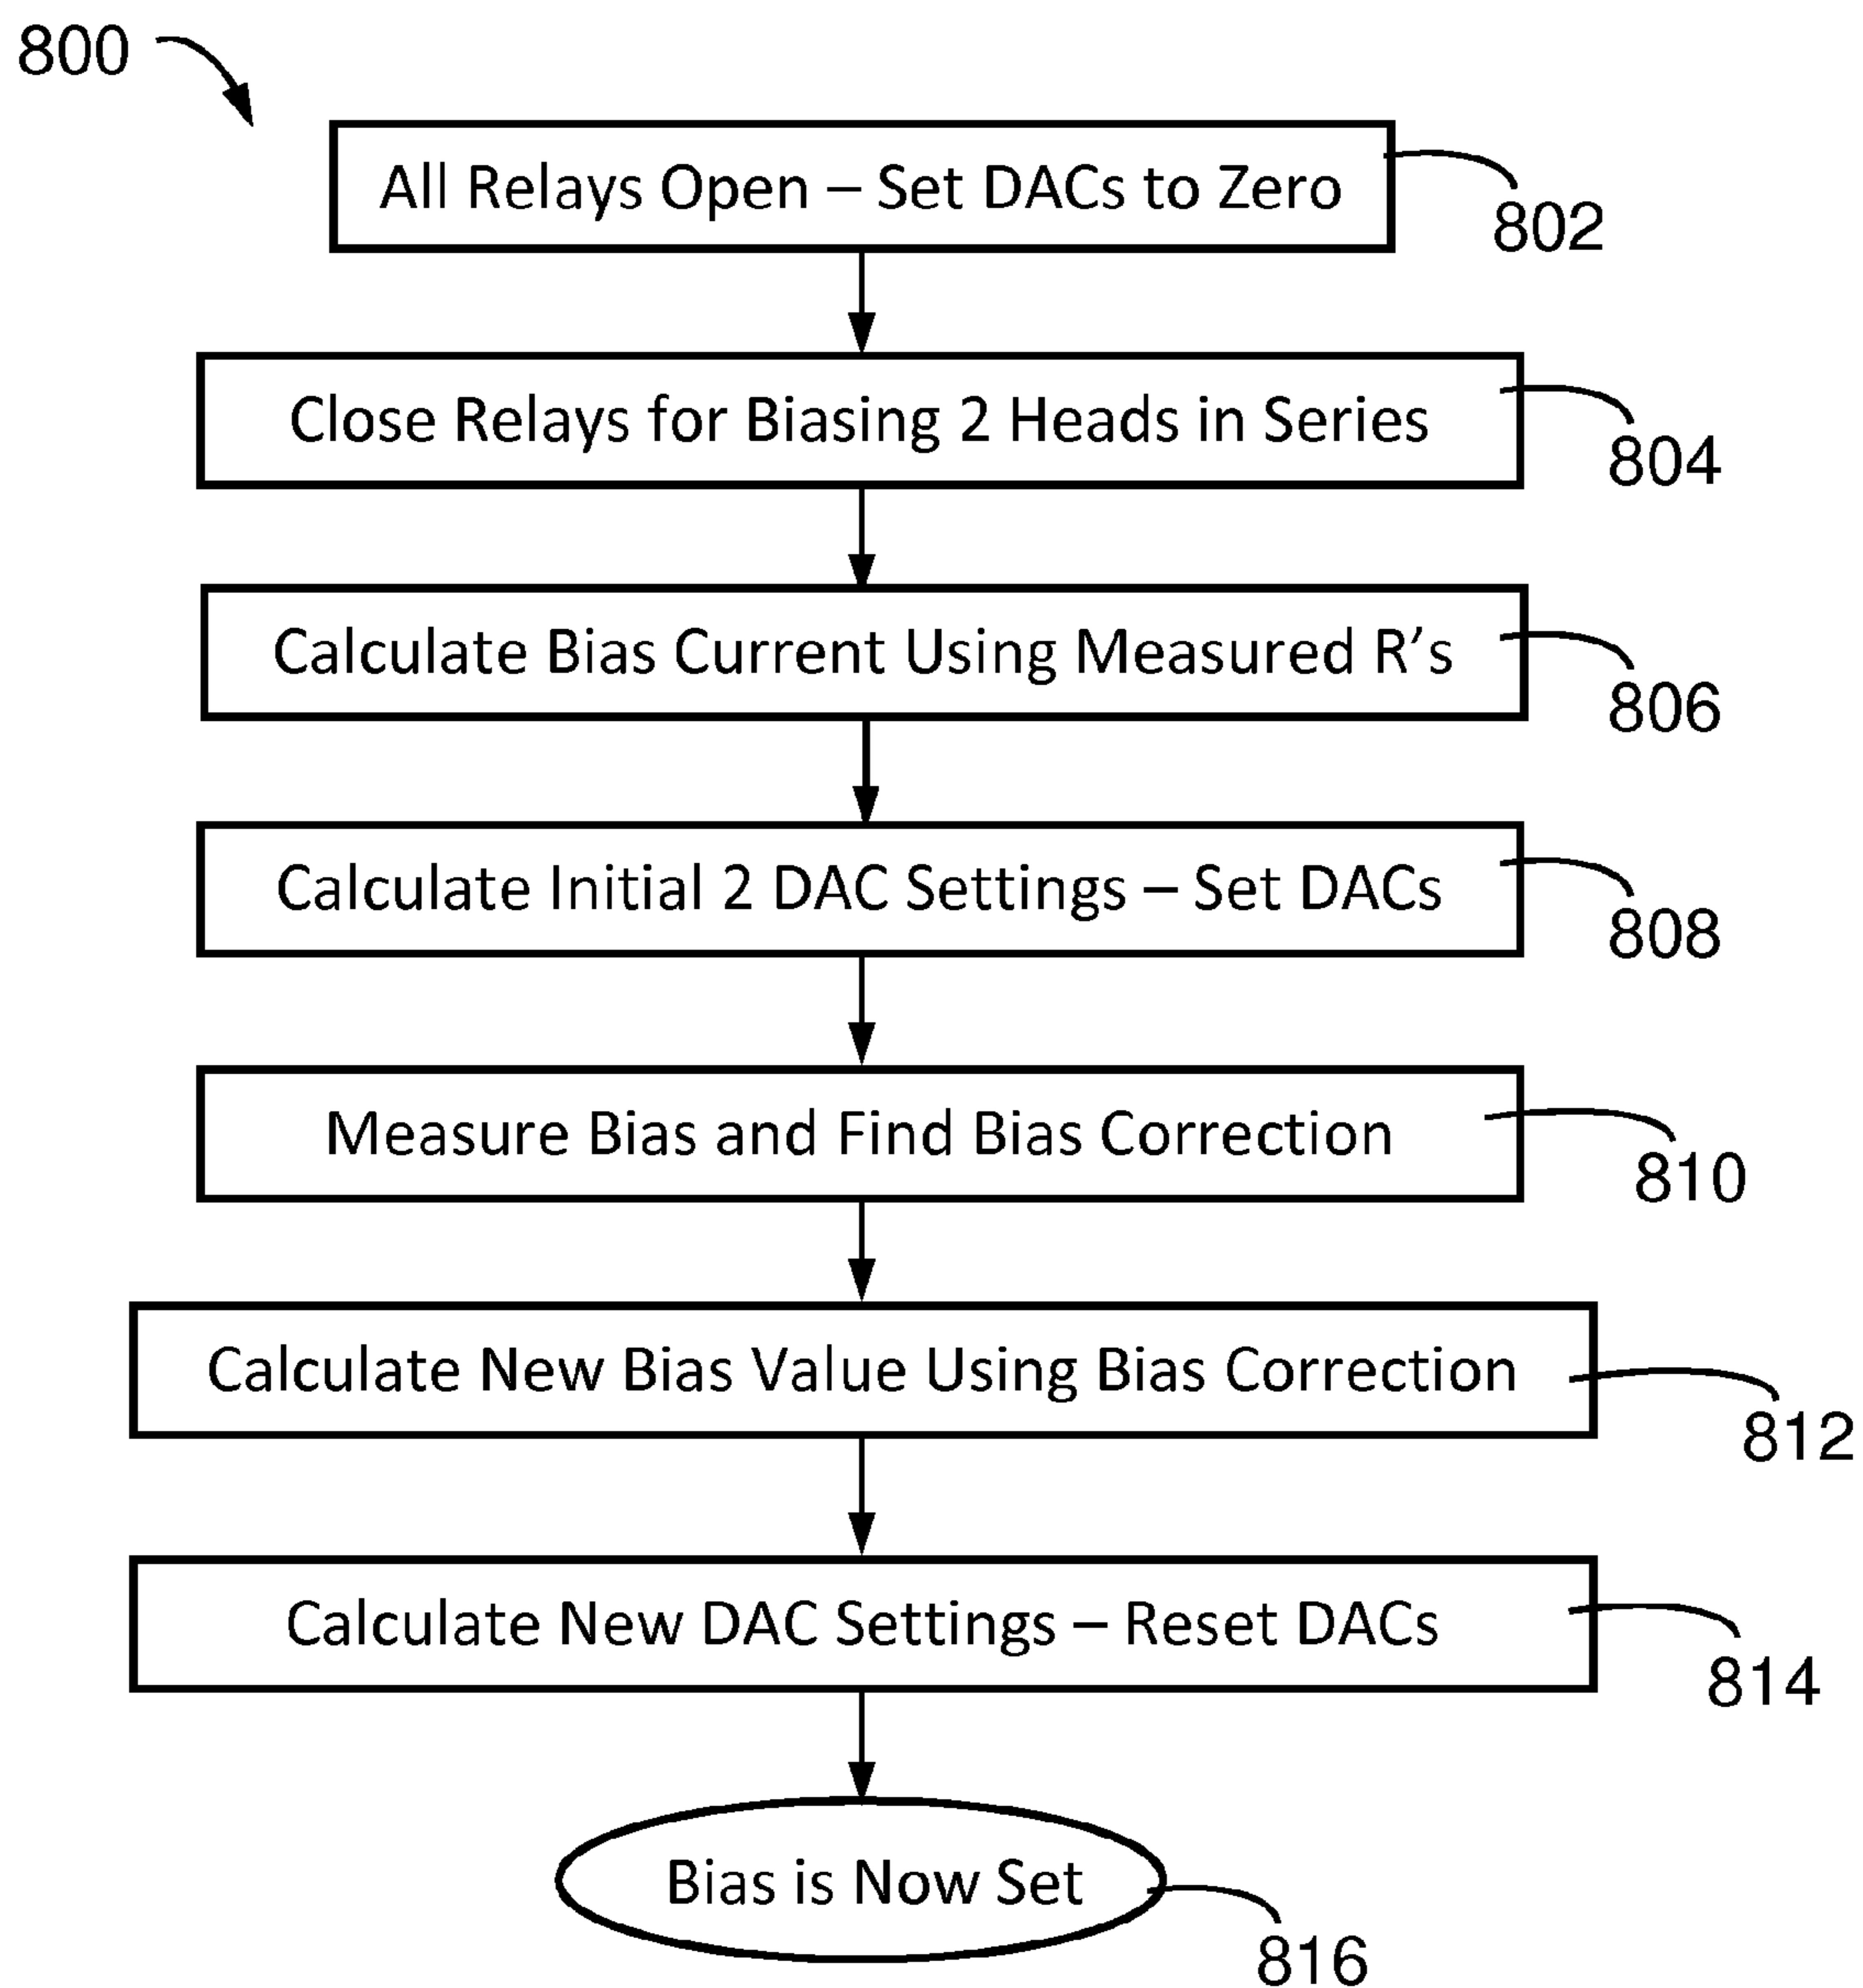 800
All Relays Open – Set DACs to Zero
802
Close Relays for Biasing 2 Heads in Series
804
Calculate Bias Current Using Measured R’s
806
Calculate Initial 2 DAC Settings – Set DACs
808
Measure Bias and Find Bias Correction
810
Calculate New Bias Value Using Bias Correction
812
Calculate New DAC Settings – Reset DACs
814
Bias is Now Set
816